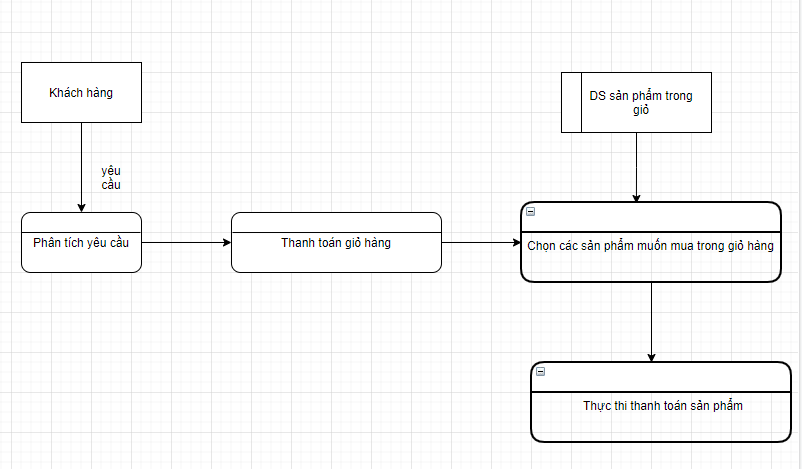 Khách hàng
DS sản phẩm trong
giỏ
yêu
cầu
Phân tích yêu cầu
Thanh toán giỏ hàng
Chọn các sản phẩm muốn mua trong giỏ hàng
Thực thi thanh toán sản phẩm